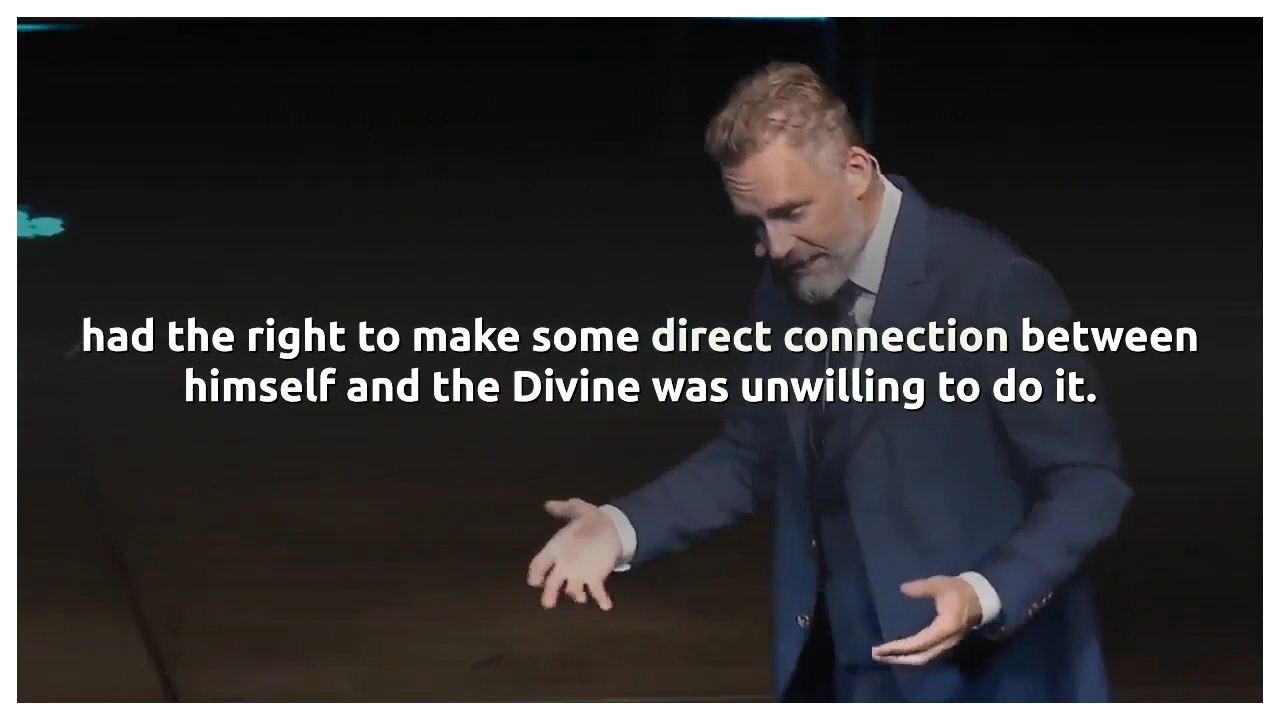 had the right to make some direct connection between
himself and the Divine was unwilling to do it.